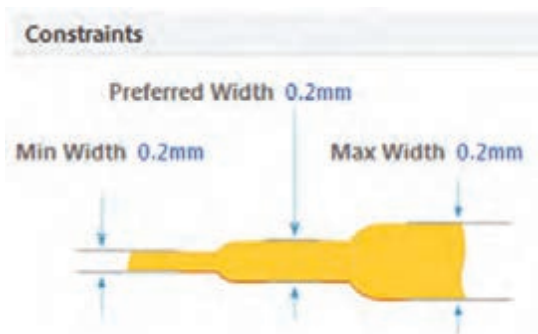 Constraints
Preferred Width 0.2mm
Min Width 0.2mm
Max Width 0.2mm